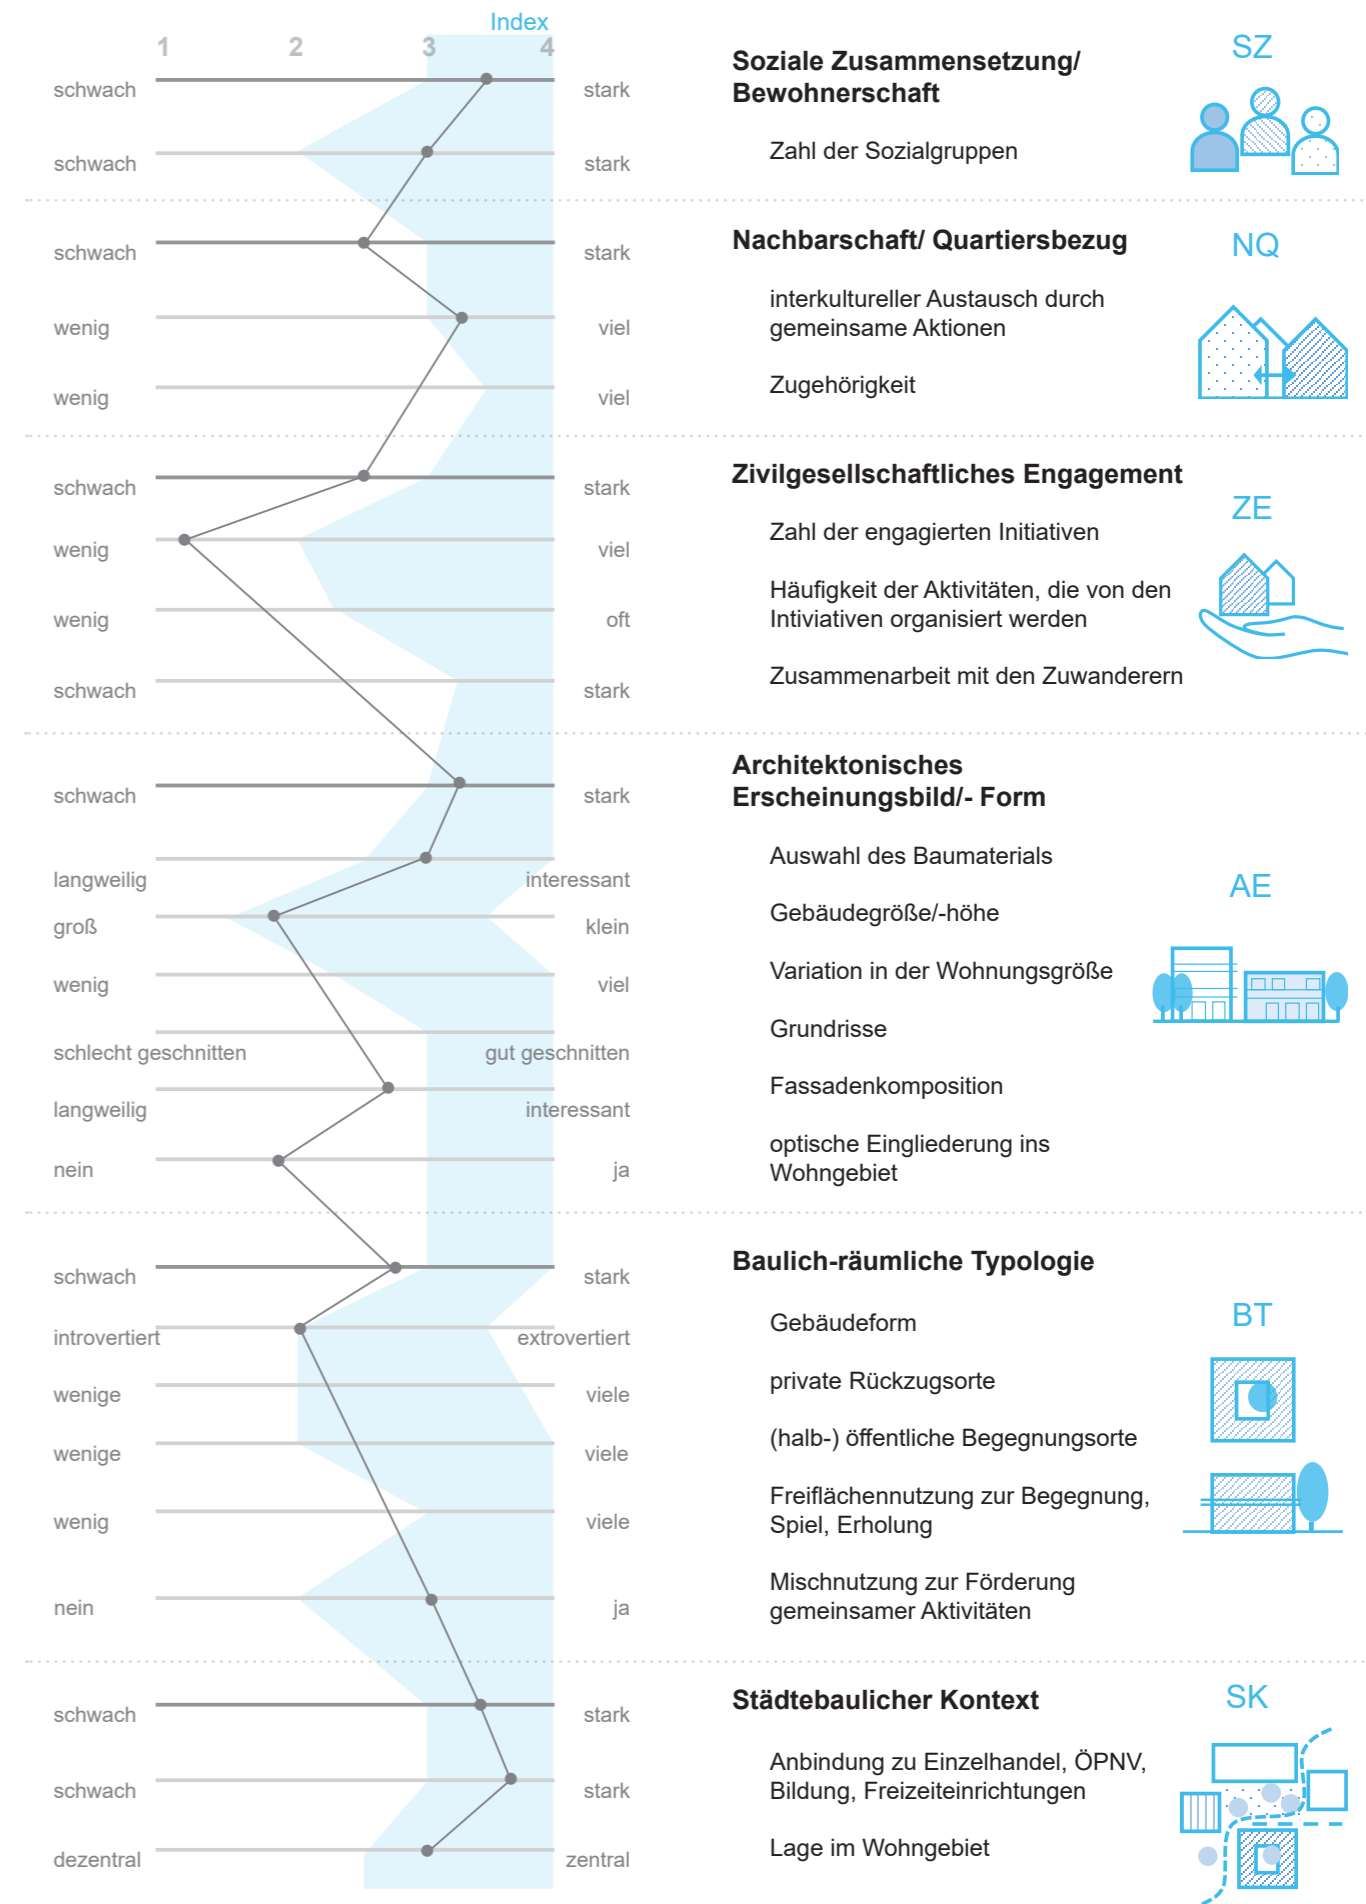 Index
1 2 3 4
schwach stark
Soziale Zusammensetzung/
Bewohnerschaft
SZ
schwach stark
Zahl der Sozialgruppen
schwach stark
Nachbarschaft/ Quartiersbezug
NQ
wenig viel
interkultureller Austausch durch
gemeinsame Aktionen
wenig viel
Zugehörigkeit
schwach stark
Zivilgesellschaftliches Engagement
ZE
wenig viel
Zahl der engagierten Initiativen
wenig oft
Häufigkeit der Aktivitäten, die von den
Intiviativen organisiert werden
schwach stark
Zusammenarbeit mit den Zuwanderern
schwach stark
Architektonisches
Erscheinungsbild/- Form
AE
langweilig interessant
Auswahl des Baumaterials
groß klein
Gebäudegröße/-höhe
wenig viel
Variation in der Wohnungsgröße
schlecht geschnitten gut geschnitten
Grundrisse
langweilig interessant
Fassadenkomposition
nein ja
optische Eingliederung ins
Wohngebiet
schwach stark
Baulich-räumliche Typologie
BT
introvertiert extrovertiert
Gebäudeform
wenige viele
private Rückzugsorte
wenige viele
(halb-) öffentliche Begegnungsorte
wenig viele
Freiflächennutzung zur Begegnung,
Spiel, Erholung
nein ja
Mischnutzung zur Förderung
gemeinsamer Aktivitäten
schwach stark
Städtebaulicher Kontext
SK
schwach stark
Anbindung zu Einzelhandel, ÖPNV,
Bildung, Freizeiteinrichtungen
dezentral zentral
Lage im Wohngebiet